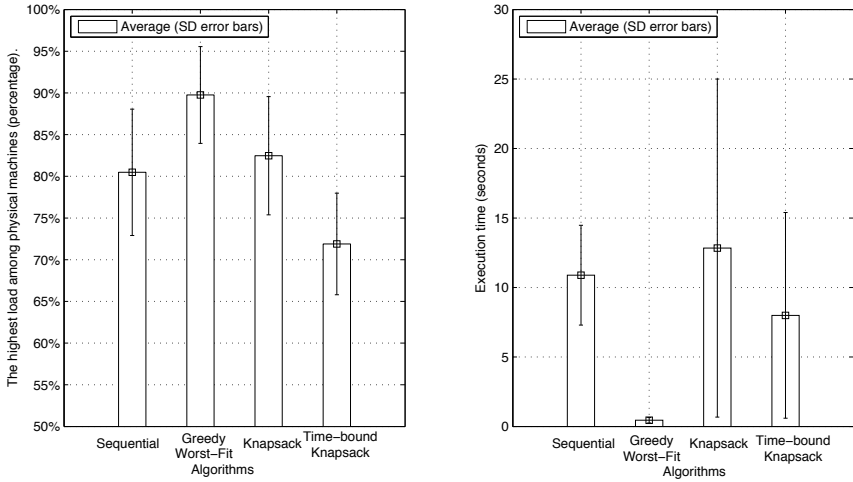 The highest load among physical machines (percentage).
100%
95%
90%
85%
80%
75%
70%
65%
60%
55%
50%
Average (SD error bars)
Sequential
Greedy
Worst−Fit
Knapsack
Time−bound
Knapsack
Algorithms
Execution time (seconds)
30
25
20
15
10
5
0
Average (SD error bars)
Sequential
Greedy
Worst−Fit
Knapsack
Time−bound
Knapsack
Algorithms